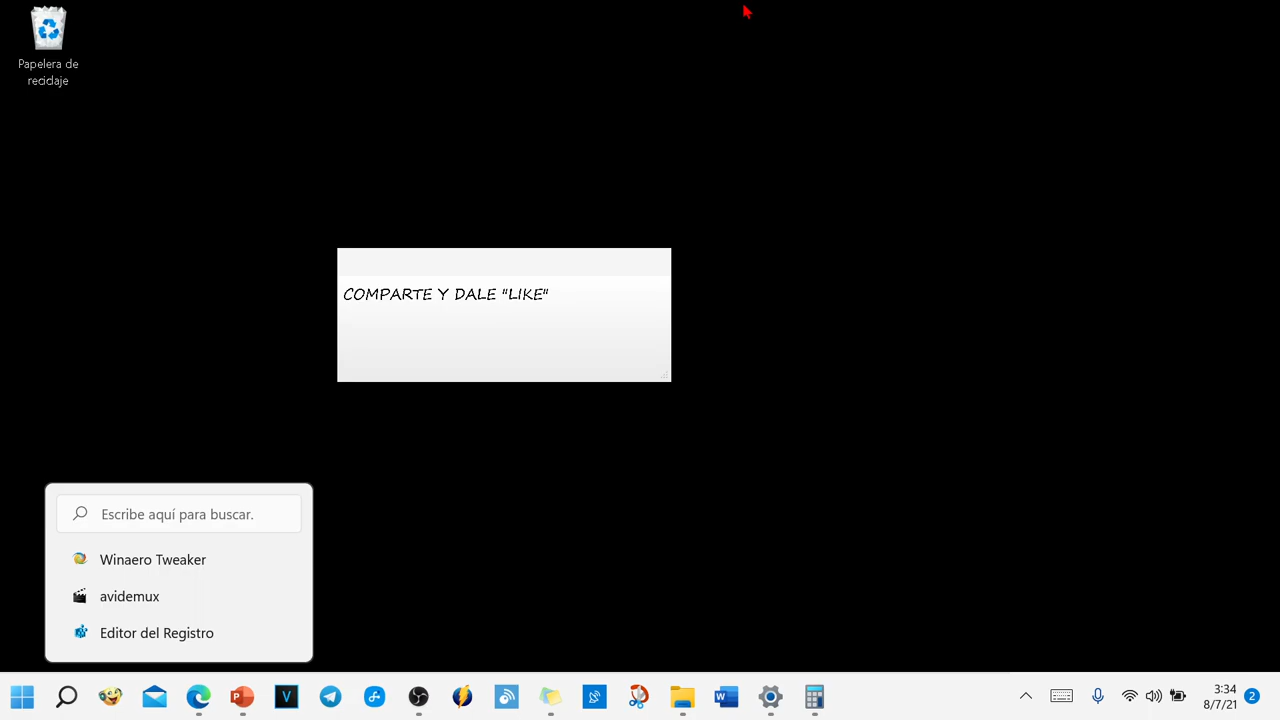 Papelera de
reciclaje
COMPARTE Y DALE "LIKE"
Escribe aquí para buscar.
Winaero Tweaker
avidemux
Editor del Registro
P
V
W
3:34
8/7/21
2